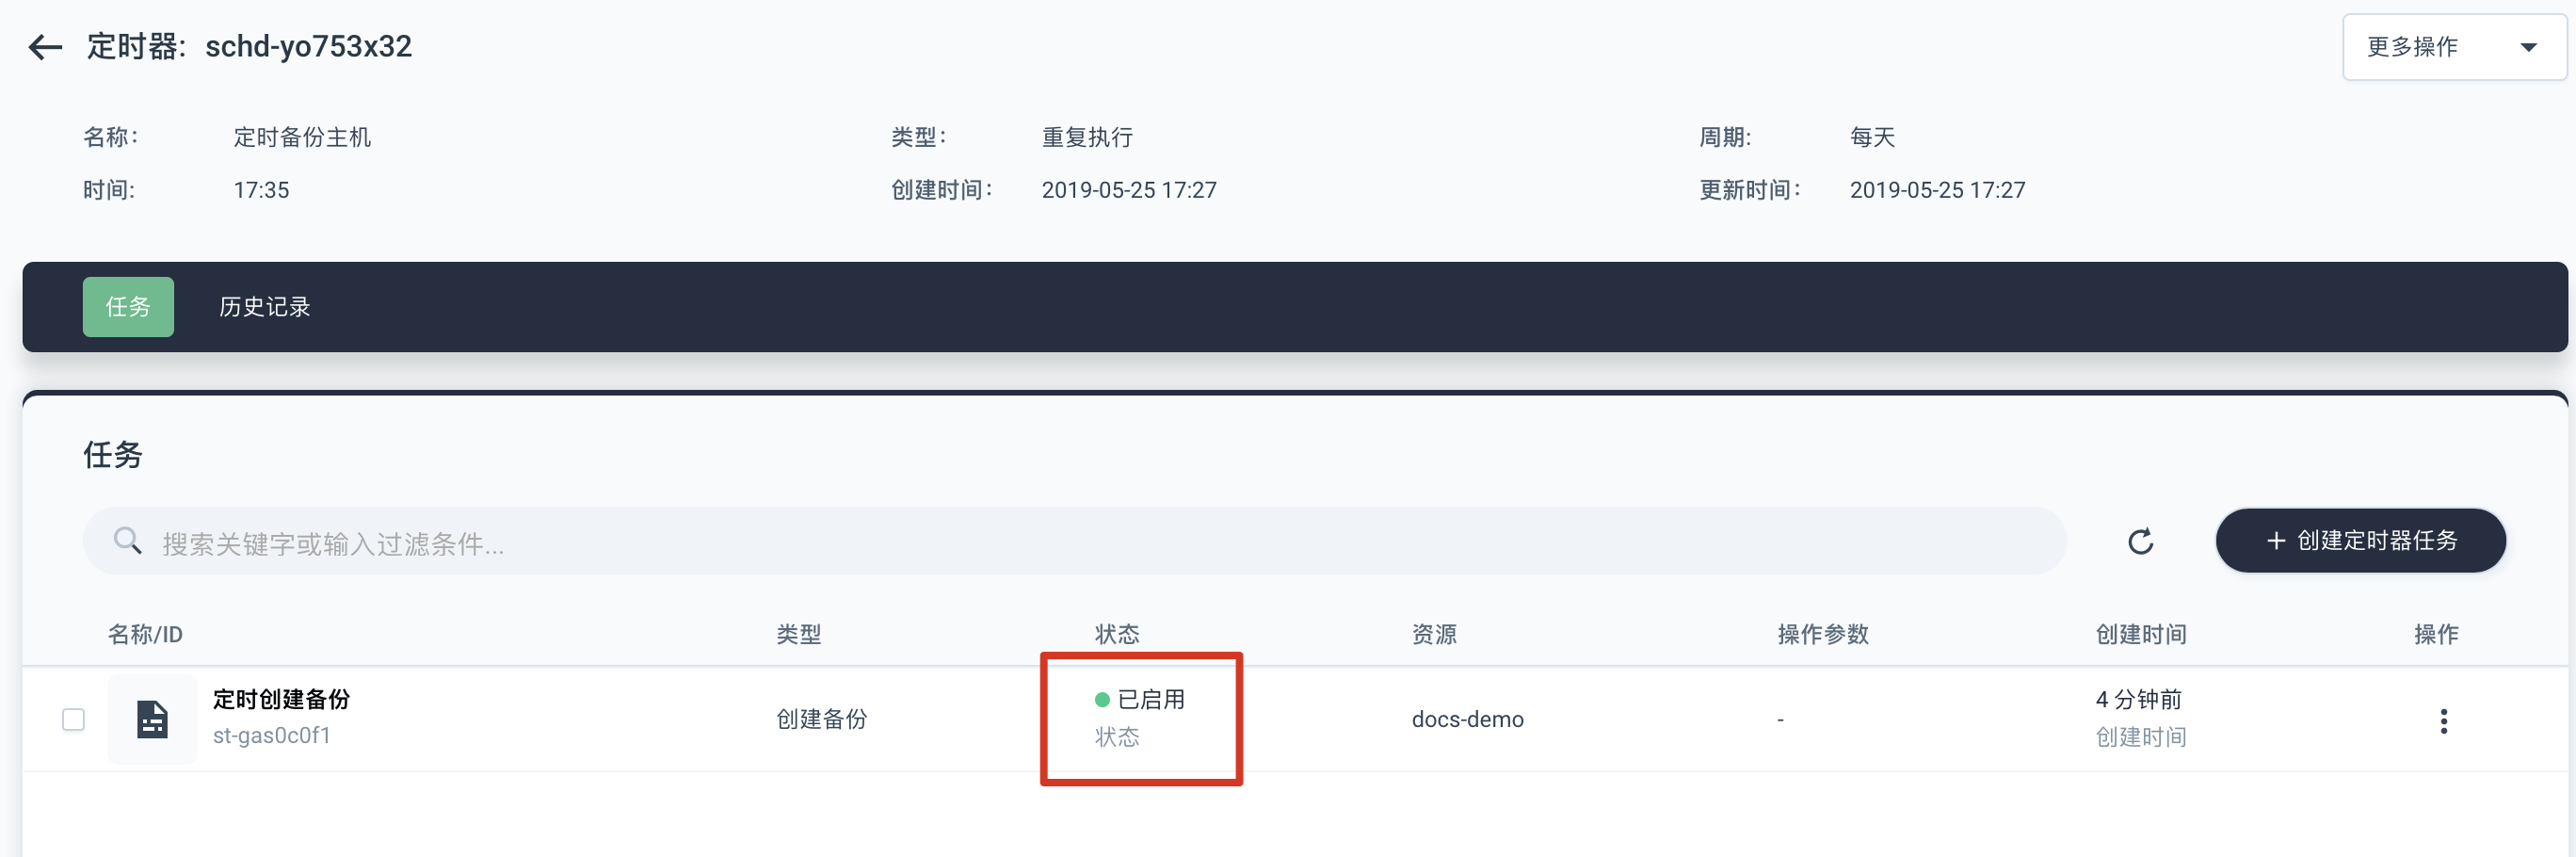 定时器: schd-yo753x32
更多操作
名称: 定时备份主机
类型: 重复执行
周期: 每天
时间: 17:35
创建时间: 2019-05-25 17:27
更新时间: 2019-05-25 17:27
任务 历史记录
任务
搜索关键字或输入过滤条件...
+ 创建定时器任务
名称/ID 类型 状态 资源 操作参数 创建时间 操作
定时创建备份
st-gas0c0f1
创建备份
已启用
状态
docs-demo
-
4 分钟前
创建时间